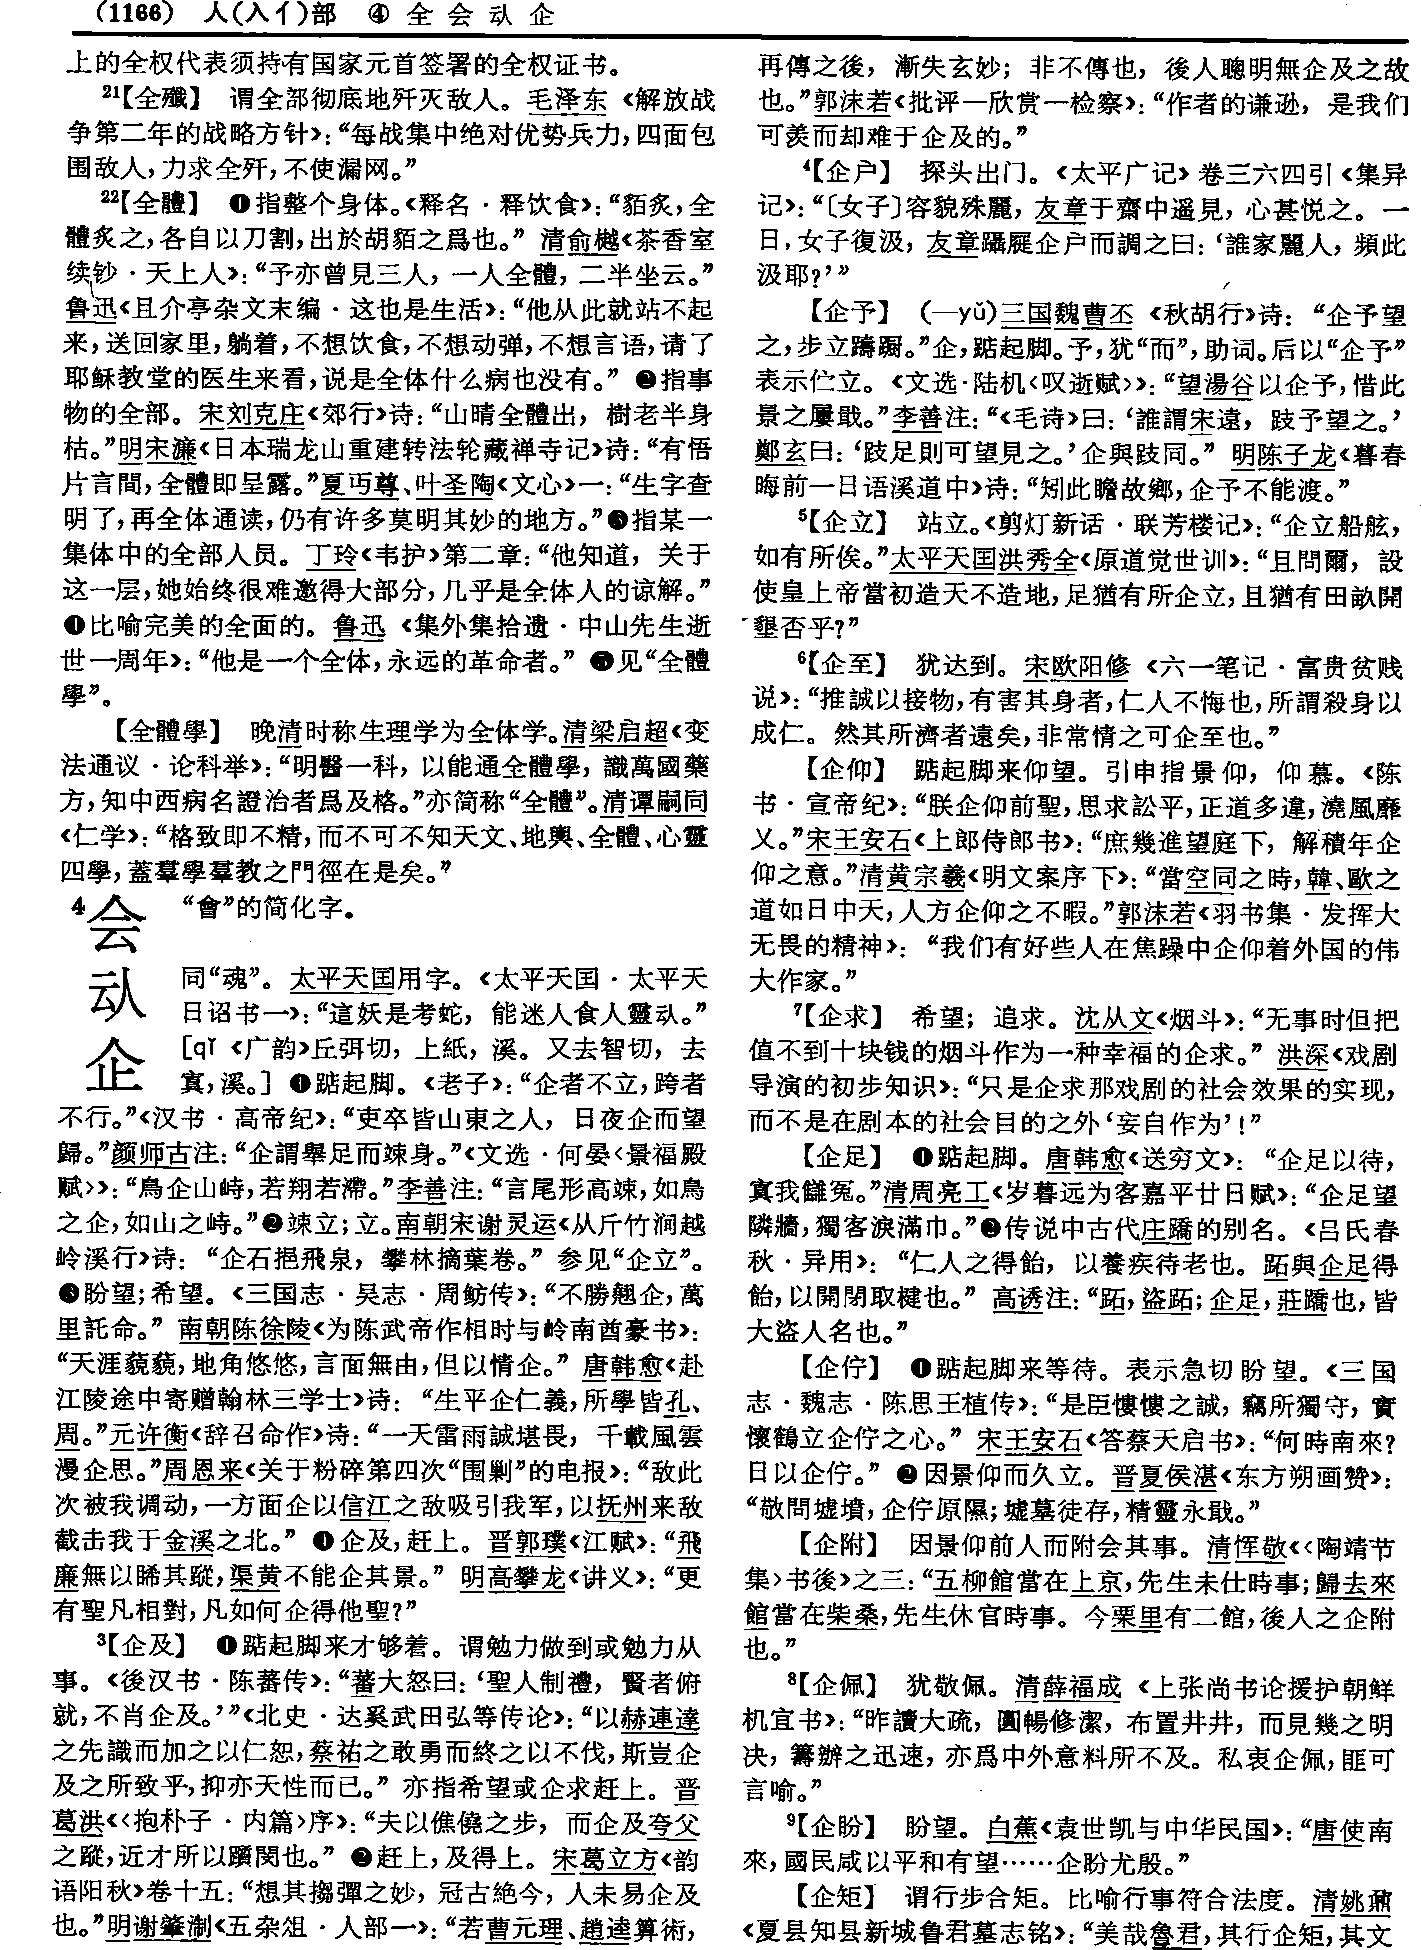 (1166) 人(入亻)部 ④ 全会㒇企
上的全权代表须持有国家元首签署的全权证书。
21【全殲】 谓全部彻底地歼灭敌人。毛泽东《解放战
争第二年的战略方针》：“每战集中绝对优势兵力，四面包
围敌人，力求全歼，不使漏网。”
22【全體】 ❶指整个身体。《释名·释饮食》：“貊炙，全
體炙之，各自以刀割，出於胡貊之爲也。”清俞樾《茶香室
续钞·天上人》：“予亦曾見三人，一人全體，二半坐云。”
鲁迅《且介亭杂文末编·这也是生活》：“他从此就站不起
来，送回家里，躺着，不想饮食，不想动弹，不想言语，请了
耶稣教堂的医生来看，说是全体什么病也没有。”❷指事
物的全部。宋刘克庄《郊行》诗：“山晴全體出，樹老半身
枯。”明宋濂《日本瑞龙山重建转法轮藏禅寺记》诗：“有悟
片言間，全體即呈露。”夏丏尊、叶圣陶《文心》一：“生字查
明了，再全体通读，仍有许多莫明其妙的地方。”❸指某一
集体中的全部人员。丁玲《韦护》第二章：“他知道，关于
这一层，她始终很难邀得大部分，几乎是全体人的谅解。”
❹比喻完美的全面的。鲁迅《集外集拾遗·中山先生逝
世一周年》：“他是一个全体，永远的革命者。”❺见“全體
學”。
【全體學】 晚清时称生理学为全体学。清梁启超《变
法通议·论科举》：“明醫一科，以能通全體學，識萬國藥
方，知中西病名證治者爲及格。”亦简称“全體”。清谭嗣同
《仁学》：“格致即不精，而不可不知天文、地輿、全體、心靈
四學，蓋羣學羣教之門徑在是矣。”
4会 “會”的简化字。
同“魂”。太平天囯用字。《太平天囯·太平天
日诏书一》：“這妖是考蛇，能迷人食人靈㒇。”
企 [qǐ 《广韵》丘弭切，上紙，溪。又去智切，去
寘，溪。] ❶踮起脚。《老子》：“企者不立，跨者
不行。”《汉书·高帝纪》：“吏卒皆山東之人，日夜企而望
歸。”颜师古注：“企謂舉足而竦身。”《文选·何晏〈景福殿
赋〉》：“鳥企山峙，若翔若滯。”李善注：“言尾形高竦，如鳥
之企，如山之峙。”❷竦立；立。南朝宋谢灵运《从斤竹涧越
岭溪行》诗：“企石挹飛泉，攀林摘葉卷。”参见“企立”。
❸盼望；希望。《三国志·吴志·周鲂传》：“不勝翹企，萬
里託命。”南朝陈徐陵《为陈武帝作相时与岭南酋豪书》：
“天涯藐藐，地角悠悠，言面無由，但以情企。”唐韩愈《赴
江陵途中寄赠翰林三学士》诗：“生平企仁義，所學皆孔、
周。”元许衡《辞召命作》诗：“一天雷雨誠堪畏，千載風雲
漫企思。”周恩来《关于粉碎第四次“围剿”的电报》：“敌此
次被我调动，一方面企以信江之敌吸引我军，以抚州来敌
截击我于金溪之北。”❹企及，赶上。晋郭璞《江赋》：“飛
廉無以睎其蹤，渠黄不能企其景。”明高攀龙《讲义》：“更
有聖凡相對，凡如何企得他聖？”
3【企及】 ❶踮起脚来才够着。谓勉力做到或勉力从
事。《後汉书·陈蕃传》：“蕃大怒曰：‘聖人制禮，賢者俯
就，不肖企及。’”《北史·达奚武田弘等传论》：“以赫連達
之先識而加之以仁恕，蔡祐之敢勇而終之以不伐，斯豈企
及之所致乎，抑亦天性而已。”亦指希望或企求赶上。晋
葛洪《〈抱朴子·内篇〉序》：“夫以僬僥之步，而企及夸父
之蹤，近才所以躓閡也。”❷赶上，及得上。宋葛立方《韵
语阳秋》卷十五：“想其搊彈之妙，冠古絶今，人未易企及
也。”明谢肇淛《五杂俎·人部一》：“若曹元理、趙逵算術，
再傳之後，漸失玄妙；非不傳也，後人聰明無企及之故
也。”郭沫若《批评—欣赏—检察》：“作者的谦逊，是我们
可羡而却难于企及的。”
4【企户】 探头出门。《太平广记》卷三六四引《集异
记》：“〔女子〕容貌殊麗，友章于齋中遥見，心甚悦之。一
日，女子復汲，友章躡屣企户而調之曰：‘誰家麗人，頻此
汲耶？’”
【企予】 (—yǔ)三国魏曹丕《秋胡行》诗：“企予望
之，步立躊躕。”企，踮起脚。予，犹“而”，助词。后以“企予”
表示伫立。《文选·陆机〈叹逝赋〉》：“望湯谷以企予，惜此
景之屢戢。”李善注：“《毛诗》曰：‘誰謂宋遠，跂予望之。’
鄭玄曰：‘跂足則可望見之。’企與跂同。”明陈子龙《暮春
晦前一日语溪道中》诗：“矧此瞻故鄉，企予不能渡。”
5【企立】 站立。《剪灯新话·联芳楼记》：“企立船舷，
如有所俟。”太平天囯洪秀全《原道觉世训》：“且問爾，設
使皇上帝當初造天不造地，足猶有所企立，且猶有田畝開
墾否乎？”
6【企至】 犹达到。宋欧阳修《六一笔记·富贵贫贱
说》：“推誠以接物，有害其身者，仁人不悔也，所謂殺身以
成仁。然其所濟者遠矣，非常情之可企至也。”
【企仰】 踮起脚来仰望。引申指景仰，仰慕。《陈
书·宣帝纪》：“朕企仰前聖，思求訟平，正道多違，澆風靡
乂。”宋王安石《上郎侍郎书》：“庶幾進望庭下，解積年企
仰之意。”清黄宗羲《明文案序下》：“當空同之時，韓、歐之
道如日中天，人方企仰之不暇。”郭沫若《羽书集·发挥大
无畏的精神》：“我们有好些人在焦躁中企仰着外国的伟
大作家。”
7【企求】 希望；追求。沈从文《烟斗》：“无事时但把
值不到十块钱的烟斗作为一种幸福的企求。”洪深《戏剧
导演的初步知识》：“只是企求那戏剧的社会效果的实现，
而不是在剧本的社会目的之外‘妄自作为’！”
【企足】 ❶踮起脚。唐韩愈《送穷文》：“企足以待，
寘我讎冤。”清周亮工《岁暮远为客嘉平廿日赋》：“企足望
隣牆，獨客淚滿巾。”❷传说中古代庄蹻的别名。《吕氏春
秋·异用》：“仁人之得飴，以養疾待老也。跖與企足得
飴，以開閉取楗也。”高诱注：“跖，盜跖；企足，莊蹻也，皆
大盗人名也。”
【企佇】 ❶踮起脚来等待。表示急切盼望。《三国
志·魏志·陈思王植传》：“是臣慺慺之誠，竊所獨守，實
懷鶴立企佇之心。”宋王安石《答蔡天启书》：“何時南來？
日以企佇。”❷因景仰而久立。晋夏侯湛《东方朔画赞》：
“敬問墟墳，企佇原隰；墟墓徒存，精靈永戢。”
【企附】 因景仰前人而附会其事。清恽敬《〈陶靖节
集〉书後》之三：“五柳館當在上京，先生未仕時事；歸去來
館當在柴桑，先生休官時事。今栗里有二館，後人之企附
也。”
8【企佩】 犹敬佩。清薛福成《上张尚书论援护朝鲜
机宜书》：“昨讀大疏，圓暢修潔，布置井井，而見幾之明
决，籌辦之迅速，亦爲中外意料所不及。私衷企佩，匪可
言喻。”
9【企盼】 盼望。白蕉《袁世凯与中华民国》：“唐使南
來，國民咸以平和有望……企盼尤殷。”
【企矩】 谓行步合矩。比喻行事符合法度。清姚鼐
《夏县知县新城鲁君墓志铭》：“美哉魯君，其行企矩，其文